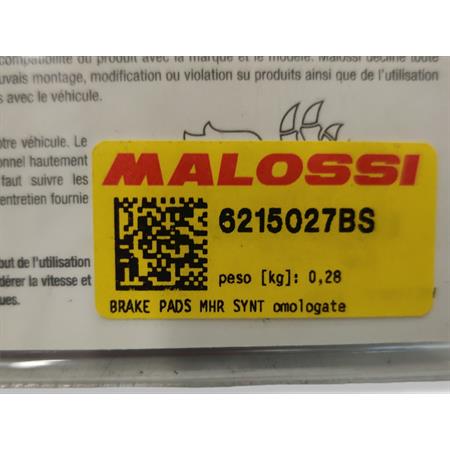 compatibilité du produit avec la marque et le modèle. Malossi décline toute
uvais montage, modification ou violation su produits ainsi que de l'utilisation
s avec le véhicule.
otre véhicule. Le
onnel hautement
faut suivre les
entretien fournie
MALOSSI
6215027BS
out de l'utilisation
dérer la vitesse et
ques.
peso [kg]: 0,28
BRAKE PADS MHR SYNT omologate